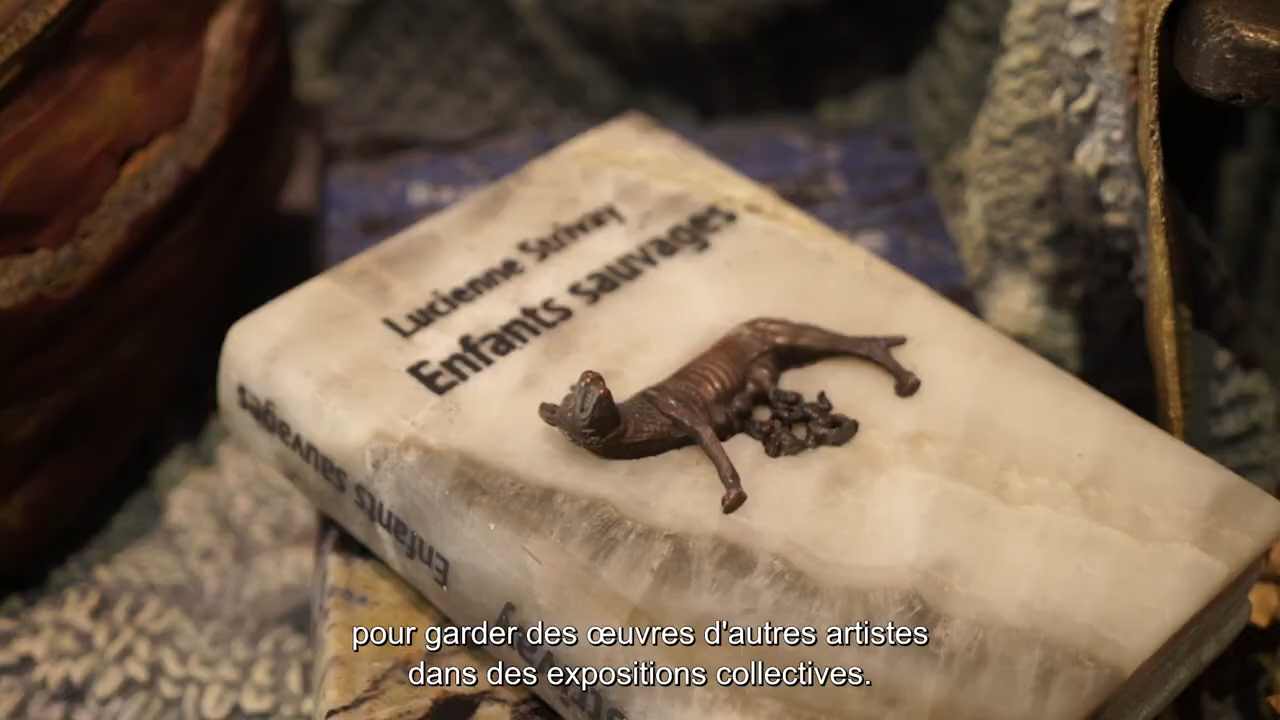 Lucienne Strivay
Enfants sauvages
Enfants sauvages
pour garder des œuvres d'autres artistes
dans des expositions collectives.